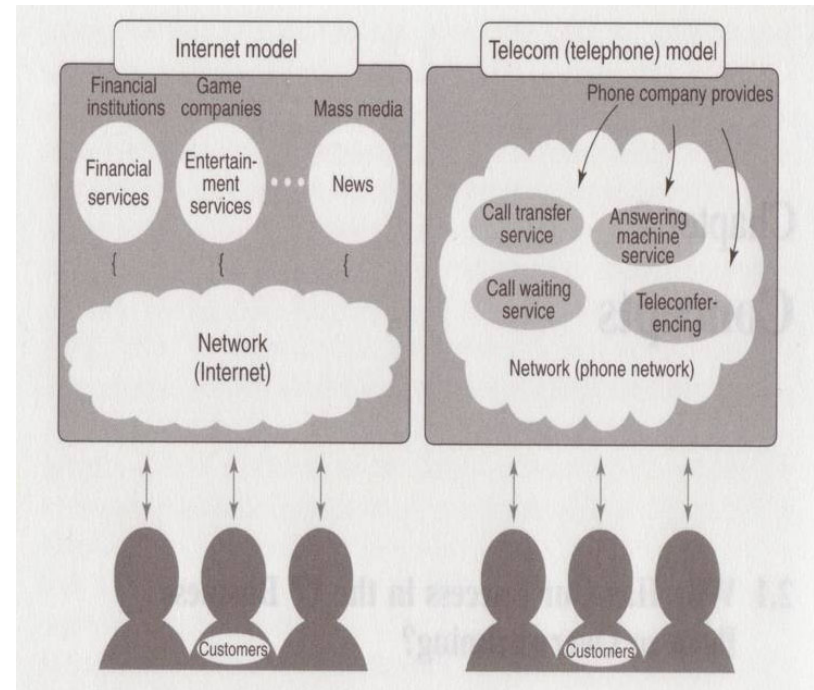 Internet model
Financial
institutions
Game
companies
Mass media
Financial
services
Entertain-
ment
services
News
Network
(Internet)
Customers
Telecom (telephone) model
Phone company provides
Call transfer
service
Answering
machine
service
Call waiting
service
Teleconfer-
encing
Network (phone network)
Customers